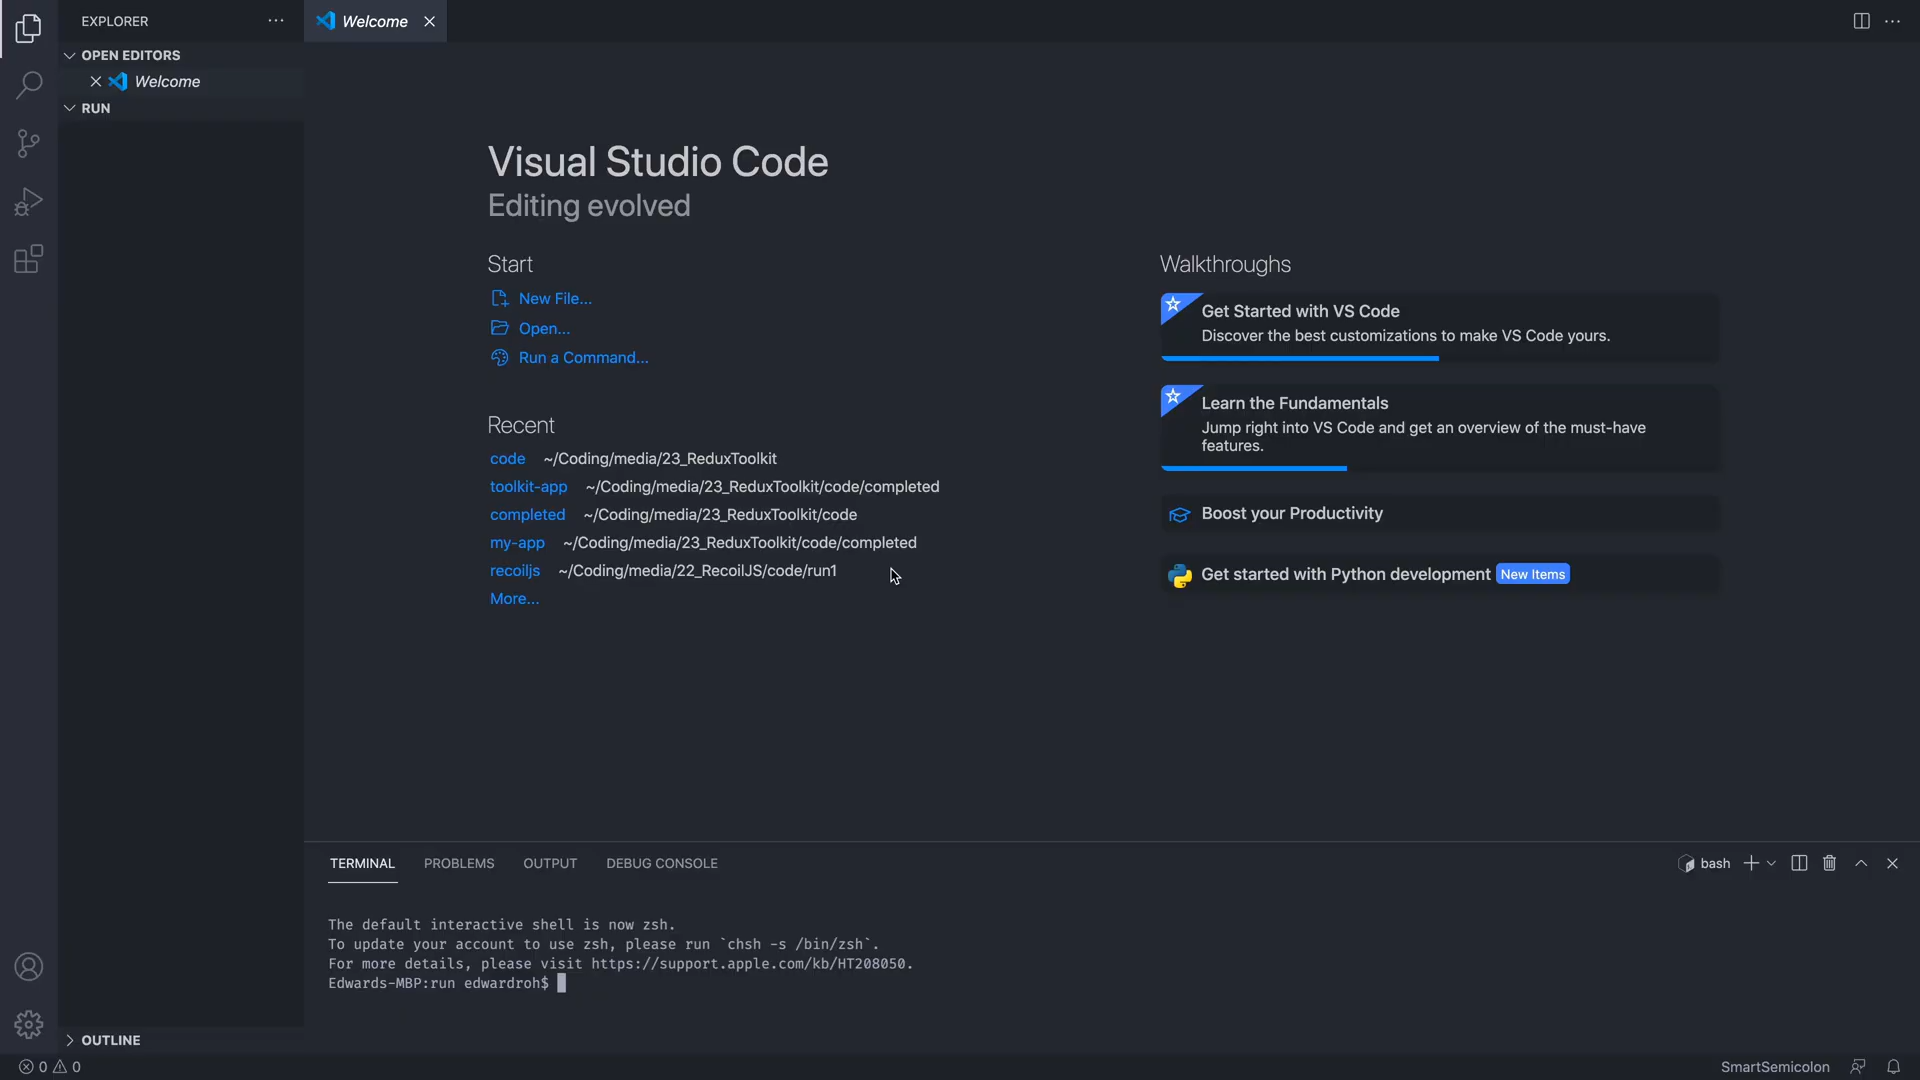 EXPLORER
Welcome
OPEN EDITORS
Welcome
RUN
Visual Studio Code
Editing evolved
Start
New File...
Open...
Run a Command...
Recent
code ~/Coding/media/23_ReduxToolkit
toolkit-app ~/Coding/media/23_ReduxToolkit/code/completed
completed ~/Coding/media/23_ReduxToolkit/code
my-app ~/Coding/media/23_ReduxToolkit/code/completed
recoiljs ~/Coding/media/22_RecoilJS/code/run1
More...
Walkthroughs
Get Started with VS Code
Discover the best customizations to make VS Code yours.
Learn the Fundamentals
Jump right into VS Code and get an overview of the must-have
features.
Boost your Productivity
Get started with Python development New Items
TERMINAL PROBLEMS OUTPUT DEBUG CONSOLE
bash
The default interactive shell is now zsh.
To update your account to use zsh, please run `chsh -s /bin/zsh`.
For more details, please visit https://support.apple.com/kb/HT208050.
Edwards-MBP:run edwardroh$
OUTLINE
0 0
SmartSemicolon